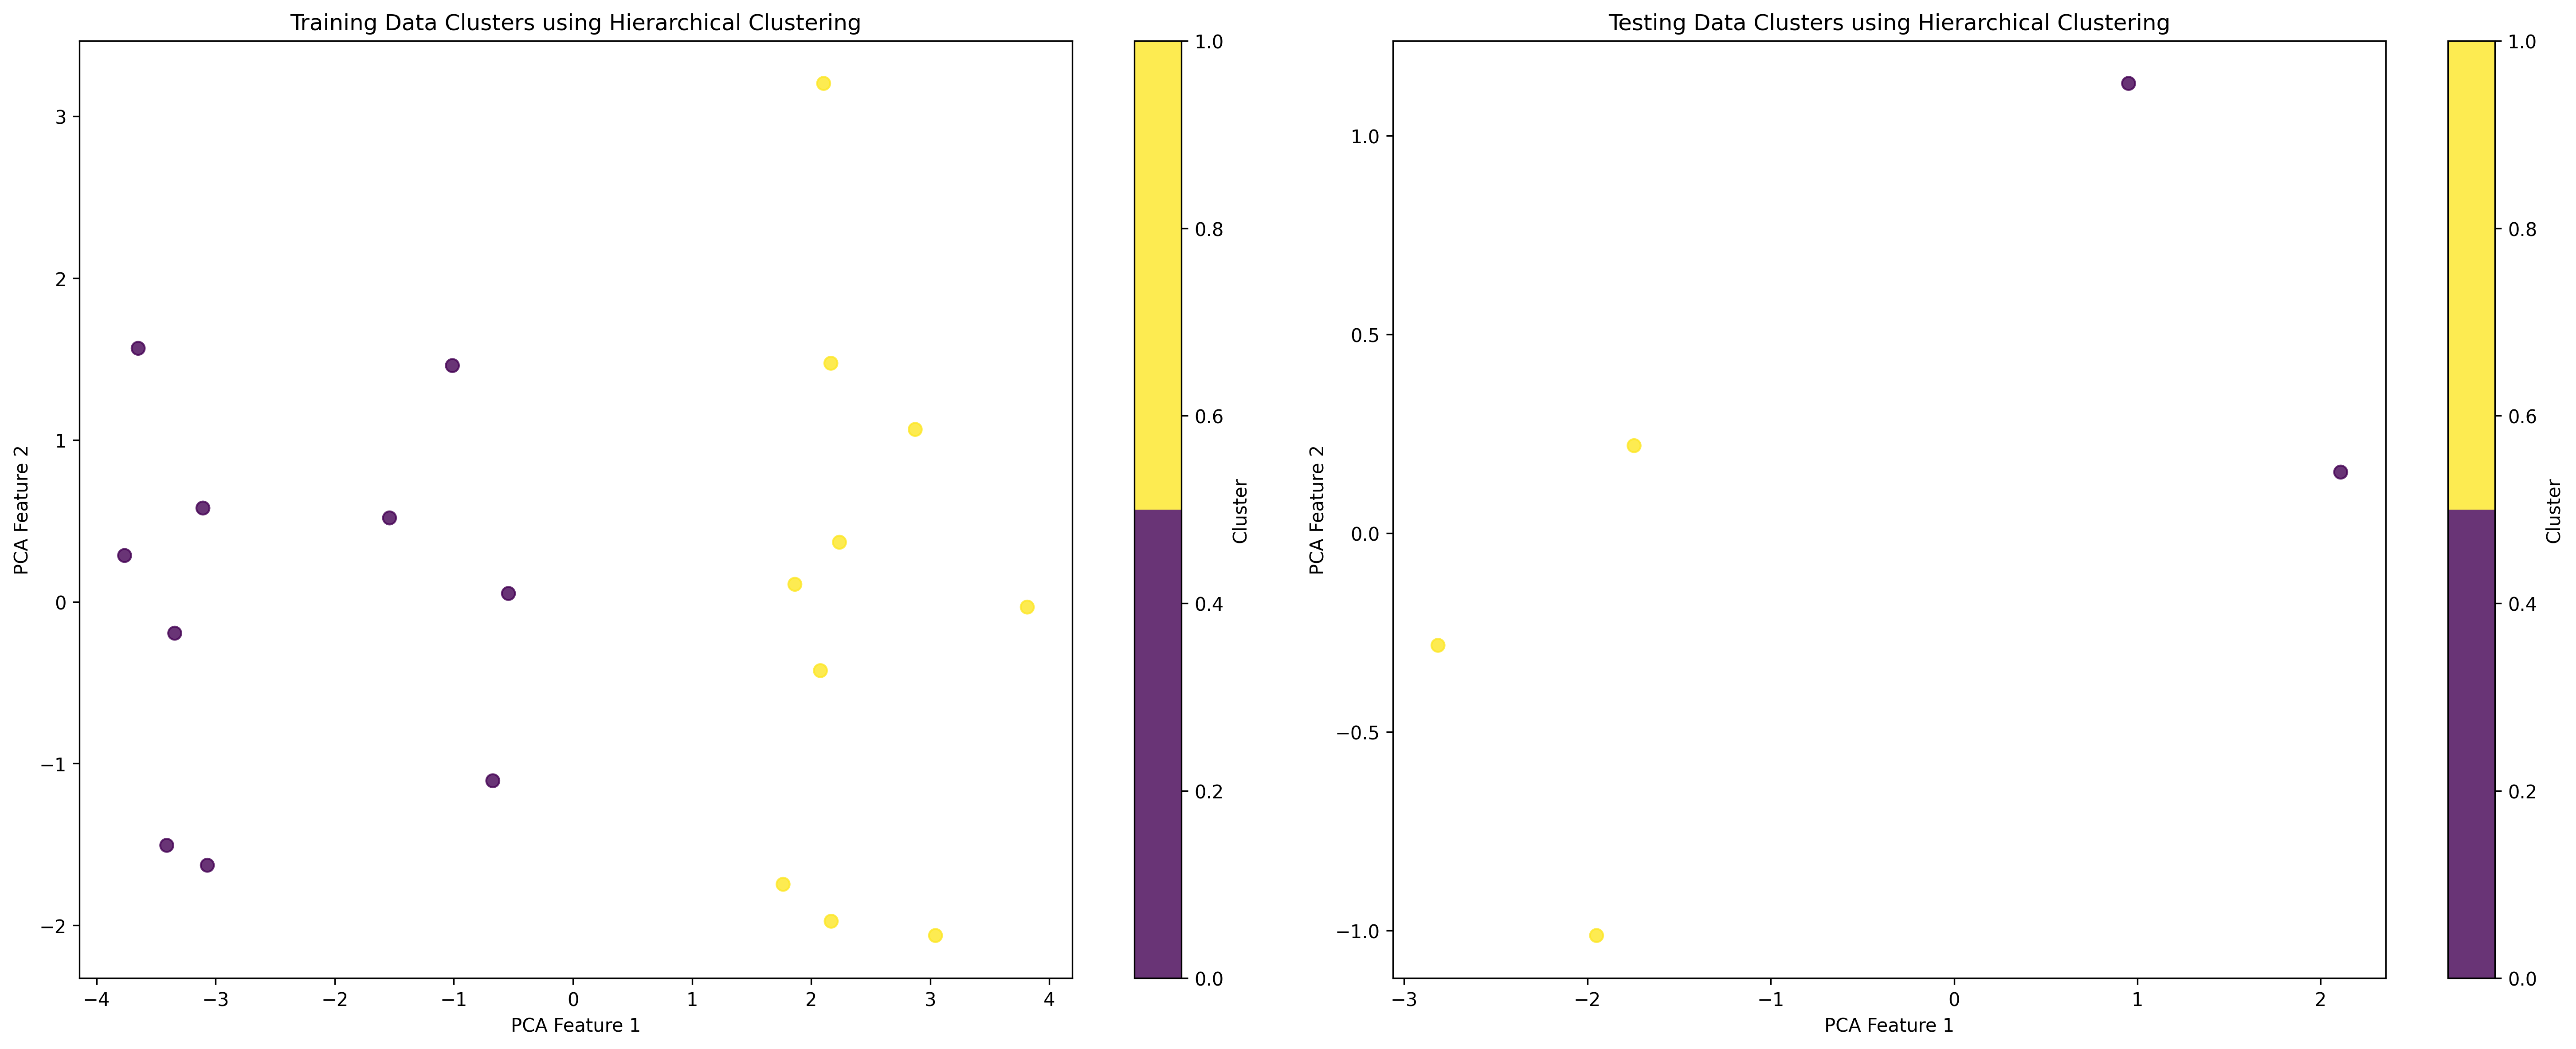 Training Data Clusters using Hierarchical Clustering
PCA Feature 2
3
2
1
0
−1
−2
−4 −3 −2 −1 0 1 2 3 4
PCA Feature 1
1.0
0.8
0.6
0.4
0.2
0.0
Cluster
Testing Data Clusters using Hierarchical Clustering
PCA Feature 2
1.0
0.5
0.0
−0.5
−1.0
−3 −2 −1 0 1 2
PCA Feature 1
1.0
0.8
0.6
0.4
0.2
0.0
Cluster